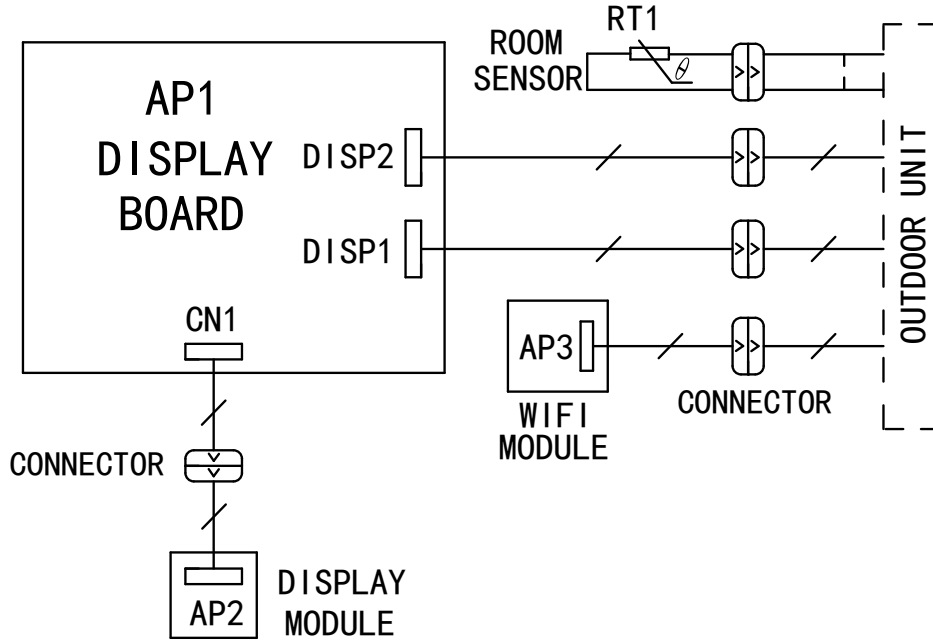 RT1
ROOM
SENSOR
θ
AP1
DISPLAY
BOARD
DISP2
DISP1
CN1
OUTDOOR UNIT
AP3
WIFI
MODULE
CONNECTOR
CONNECTOR
AP2
DISPLAY
MODULE